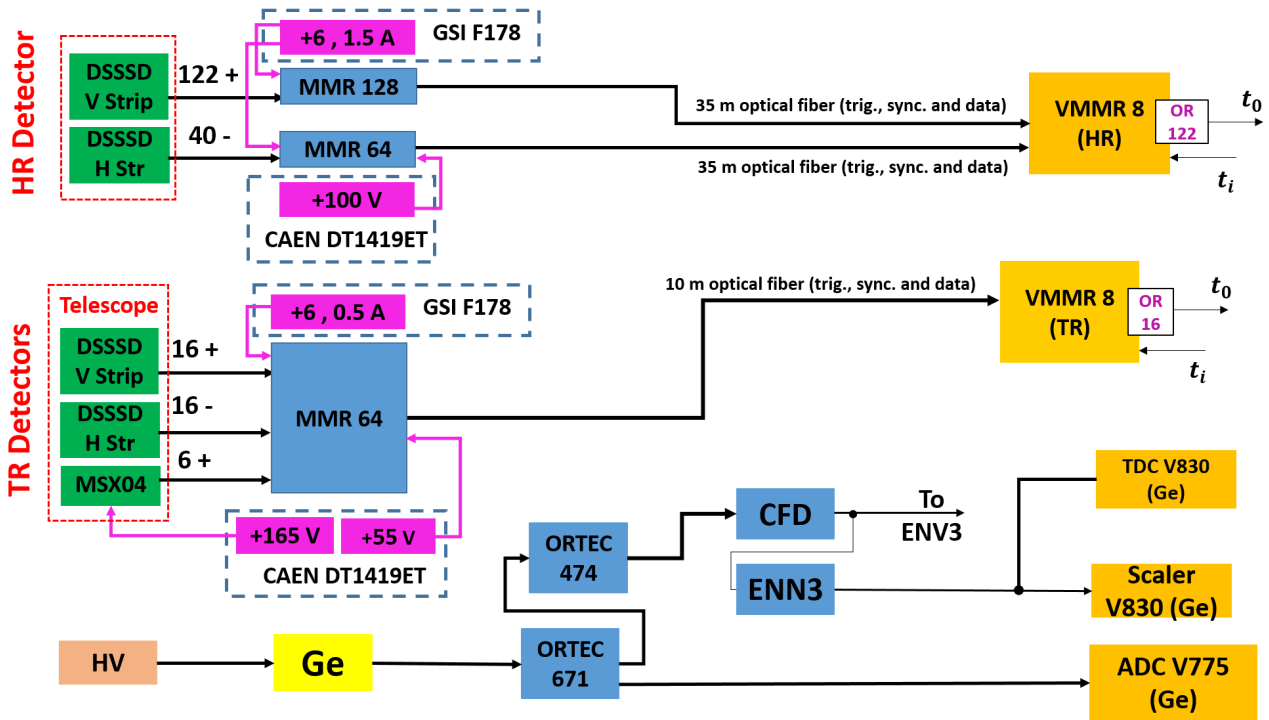 HR Detector
DSSSD
V Strip
DSSSD
H Str
122 +
40 -
+6 , 1.5 A
GSI F178
MMR 128
MMR 64
+100 V
CAEN DT1419ET
35 m optical fiber (trig., sync. and data)
35 m optical fiber (trig., sync. and data)
VMMR 8
(HR)
OR
122
t0
ti
TR Detectors
Telescope
DSSSD
V Strip
DSSSD
H Str
MSX04
16 +
16 -
6 +
+6 , 0.5 A
GSI F178
MMR 64
+165 V
+55 V
CAEN DT1419ET
10 m optical fiber (trig., sync. and data)
VMMR 8
(TR)
OR
16
t0
ti
HV
Ge
ORTEC
671
ORTEC
474
CFD
To
ENV3
ENN3
TDC V830
(Ge)
Scaler
V830 (Ge)
ADC V775
(Ge)